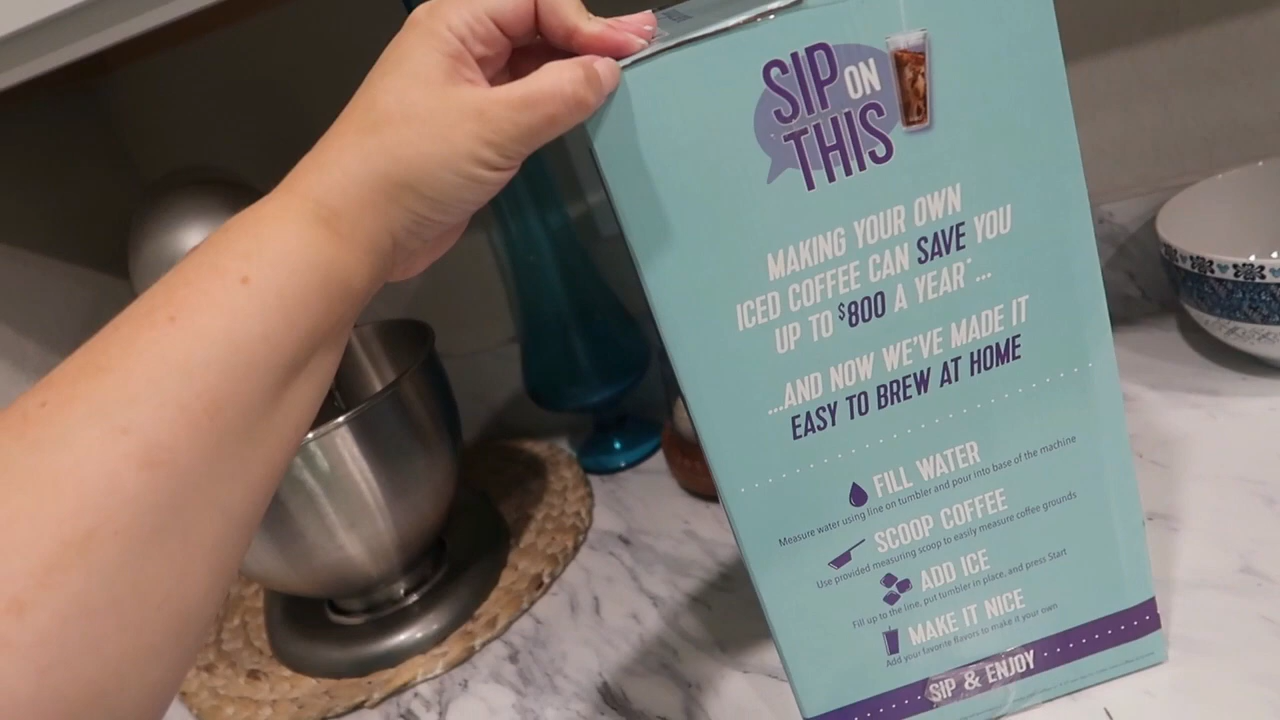 SIP ON
THIS
MAKING YOUR OWN
ICED COFFEE CAN SAVE YOU
UP TO $800 A YEAR*...
...AND NOW WE'VE MADE IT
EASY TO BREW AT HOME
FILL WATER
Measure water using line on tumbler and pour into base of the machine
SCOOP COFFEE
Use provided measuring scoop to easily measure coffee grounds
ADD ICE
Fill up to the line, put tumbler in place, and press Start
MAKE IT NICE
Add your favorite flavors to make it your own
SIP & ENJOY